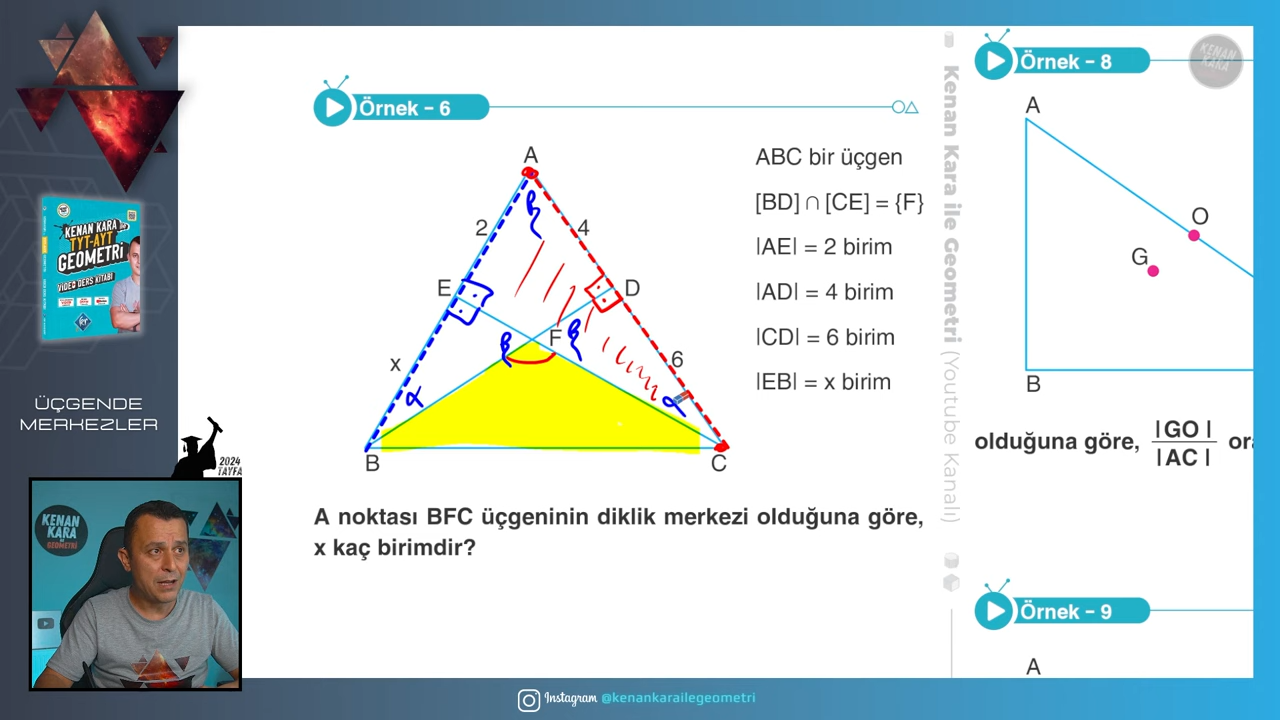 KENAN KARA
TYT-AYT
GEOMETRİ
VİDEO DERS KİTABI
ÜÇGENDE
MERKEZLER
2024
TAYFA
KENAN
KARA
GEOMETRİ
Örnek - 6
A
2
4
E
D
F
x
6
B
C
β
β
β
α
α
ABC bir üçgen
[BD] ∩ [CE] = {F}
|AE| = 2 birim
|AD| = 4 birim
|CD| = 6 birim
|EB| = x birim
A noktası BFC üçgeninin diklik merkezi olduğuna göre,
x kaç birimdir?
Kenan Kara ile Geometri (Youtube Kanalı)
Örnek - 8
KENAN
KARA
A
O
G
B
olduğuna göre, |GO| / |AC| ora
Örnek - 9
A
Instagram @kenankarailegeometri